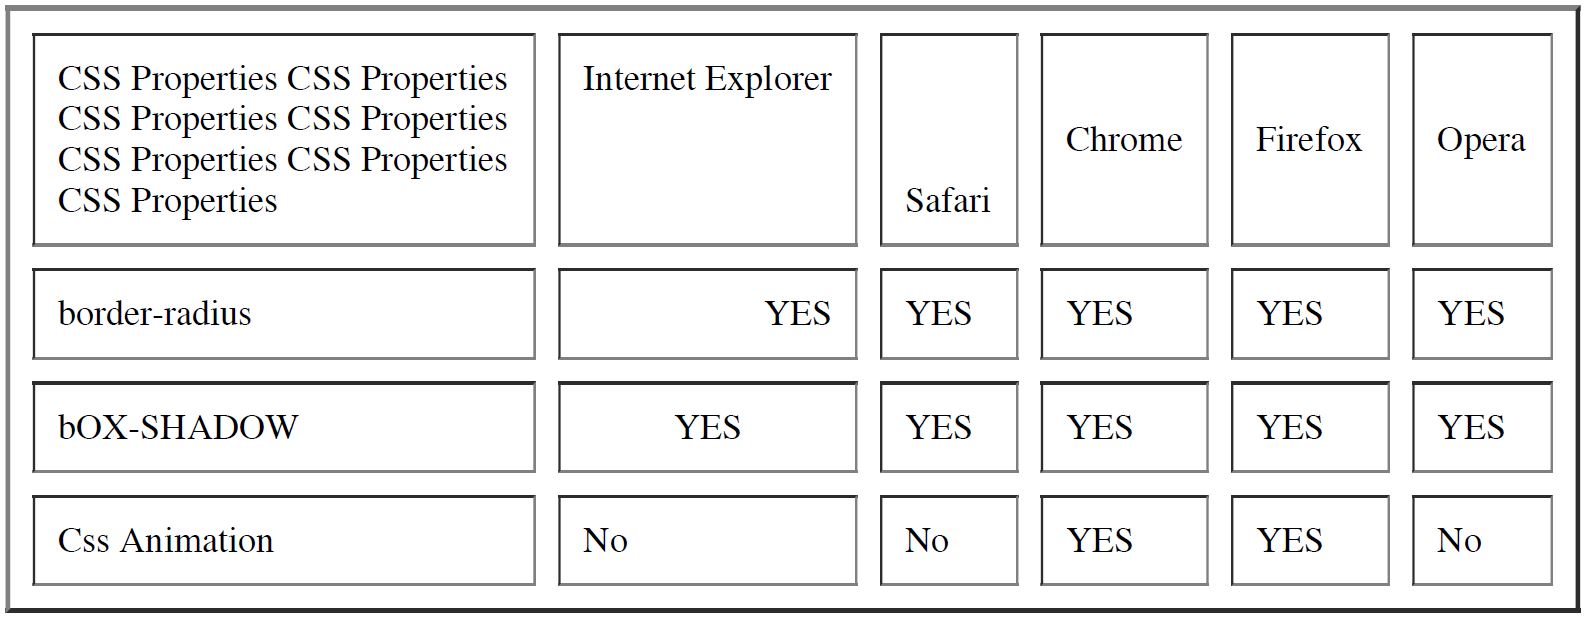 CSS Properties CSS Properties
CSS Properties CSS Properties
CSS Properties CSS Properties
CSS Properties
Internet Explorer
Safari
Chrome
Firefox
Opera
border-radius
YES
YES
YES
YES
YES
bOX-SHADOW
YES
YES
YES
YES
YES
Css Animation
No
No
YES
YES
No